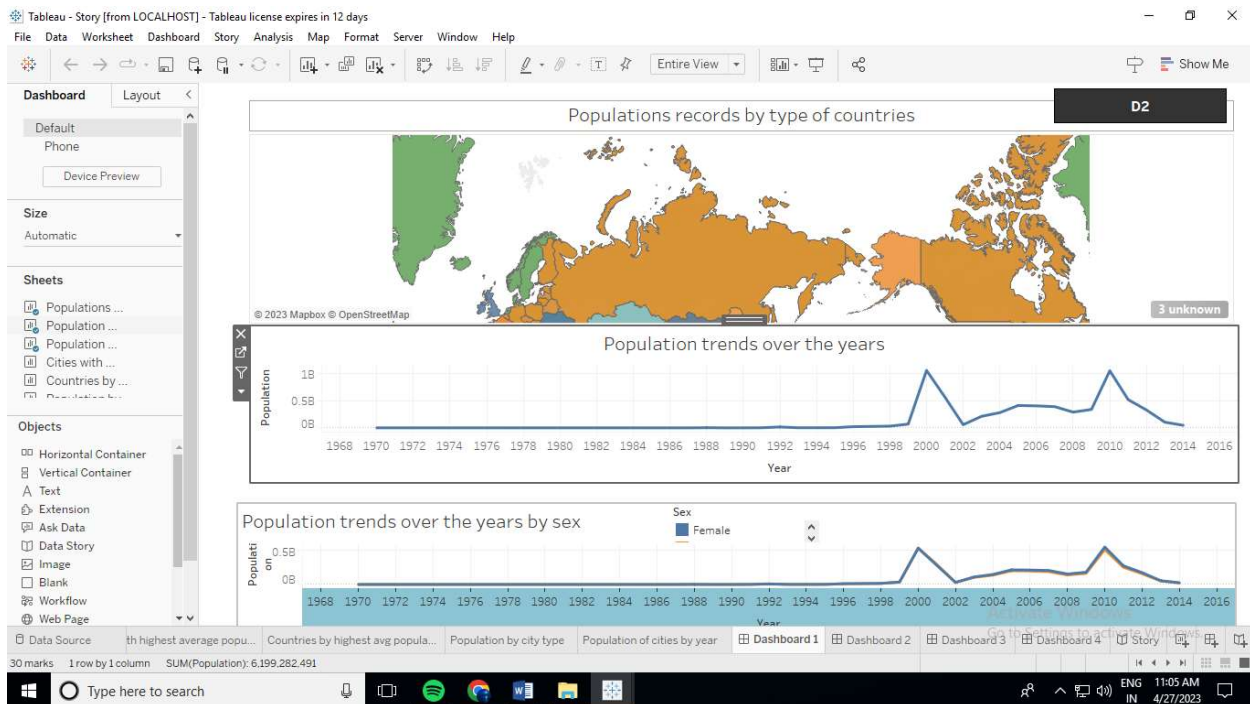 Tableau - Story [from LOCALHOST] - Tableau license expires in 12 days
File Data Worksheet Dashboard Story Analysis Map Format Server Window Help
Entire View
Show Me
Dashboard Layout
Default
Phone
Device Preview
Size
Automatic
Sheets
Populations ...
Population ...
Population ...
Cities with ...
Countries by ...
Objects
Horizontal Container
Vertical Container
A Text
Extension
Ask Data
Data Story
Image
Blank
Workflow
Web Page
Populations records by type of countries
D2
© 2023 Mapbox © OpenStreetMap
3 unknown
Population trends over the years
Population
1B
0.5B
0B
1968 1970 1972 1974 1976 1978 1980 1982 1984 1986 1988 1990 1992 1994 1996 1998 2000 2002 2004 2006 2008 2010 2012 2014 2016
Year
Population trends over the years by sex
Sex
Female
Populati
on
0.5B
0B
1968 1970 1972 1974 1976 1978 1980 1982 1984 1986 1988 1990 1992 1994 1996 1998 2000 2002 2004 2006 2008 2010 2012 2014 2016
Year
Activate Windows
Go to Settings to activate Windows.
Data Source th highest average popu... Countries by highest avg popula... Population by city type Population of cities by year Dashboard 1 Dashboard 2 Dashboard 3 Dashboard 4 Story
30 marks 1 row by 1 column SUM(Population): 6,199,282,491
Type here to search
ENG 11:05 AM
IN 4/27/2023